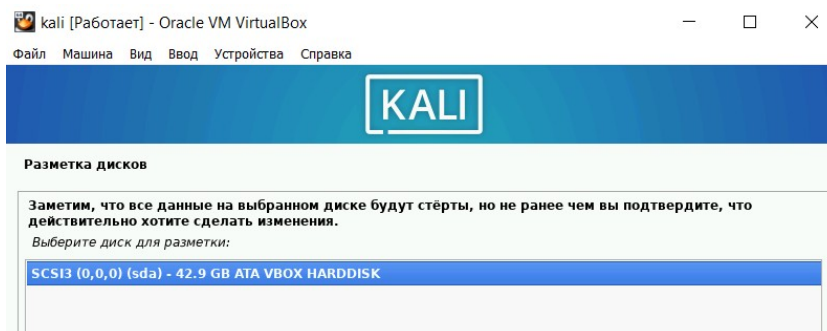 kali [Работает] - Oracle VM VirtualBox
Файл Машина Вид Ввод Устройства Справка
KALI
Разметка дисков
Заметим, что все данные на выбранном диске будут стёрты, но не ранее чем вы подтвердите, что
действительно хотите сделать изменения.
Выберите диск для разметки:
SCSI3 (0,0,0) (sda) - 42.9 GB ATA VBOX HARDDISK